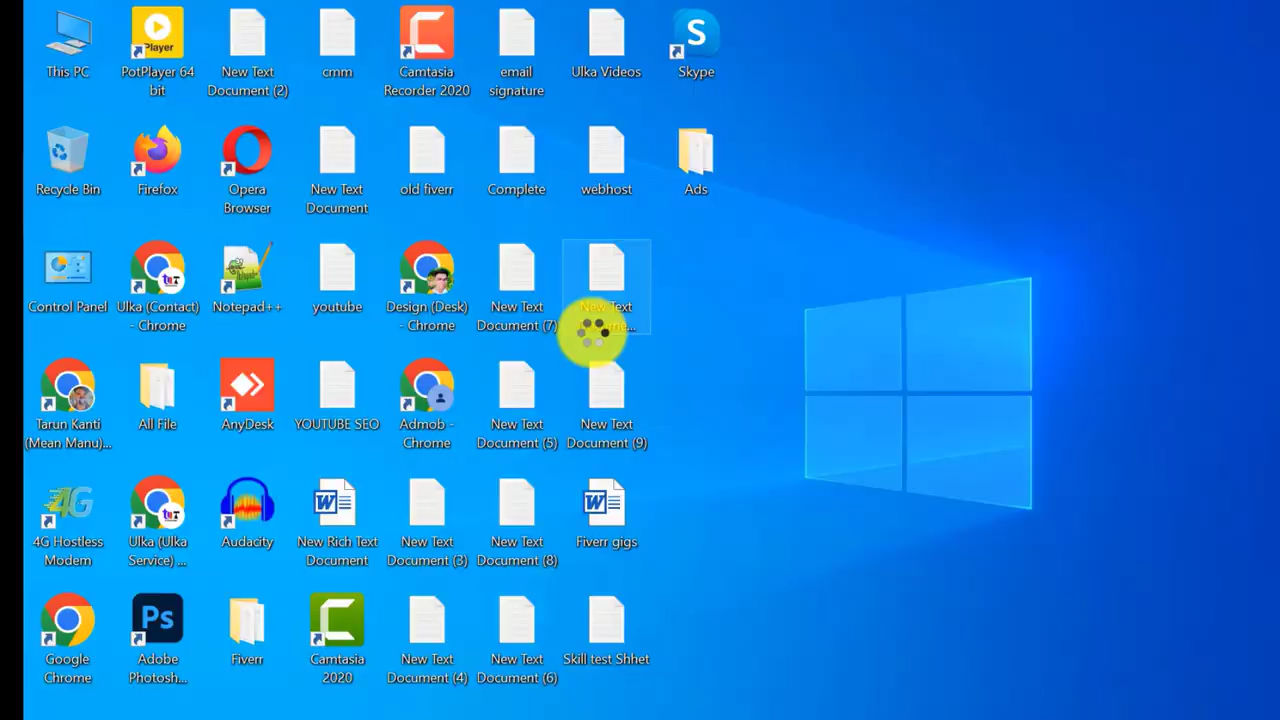 This PC
PotPlayer 64
bit
New Text
Document (2)
cmm
Camtasia
Recorder 2020
email
signature
Ulka Videos
Skype
Recycle Bin
Firefox
Opera
Browser
New Text
Document
old fiverr
Complete
webhost
Ads
Control Panel
Ulka (Contact)
- Chrome
Notepad++
youtube
Design (Desk)
- Chrome
New Text
Document (7)
New Text
Tarun Kanti
(Mean Manu)...
All File
AnyDesk
YOUTUBE SEO
Admob -
Chrome
New Text
Document (5)
New Text
Document (9)
4G Hostless
Modem
Ulka (Ulka
Service) ...
Audacity
New Rich Text
Document
New Text
Document (3)
New Text
Document (8)
Fiverr gigs
Google
Chrome
Adobe
Photosh...
Fiverr
Camtasia
2020
New Text
Document (4)
New Text
Document (6)
Skill test Shhet